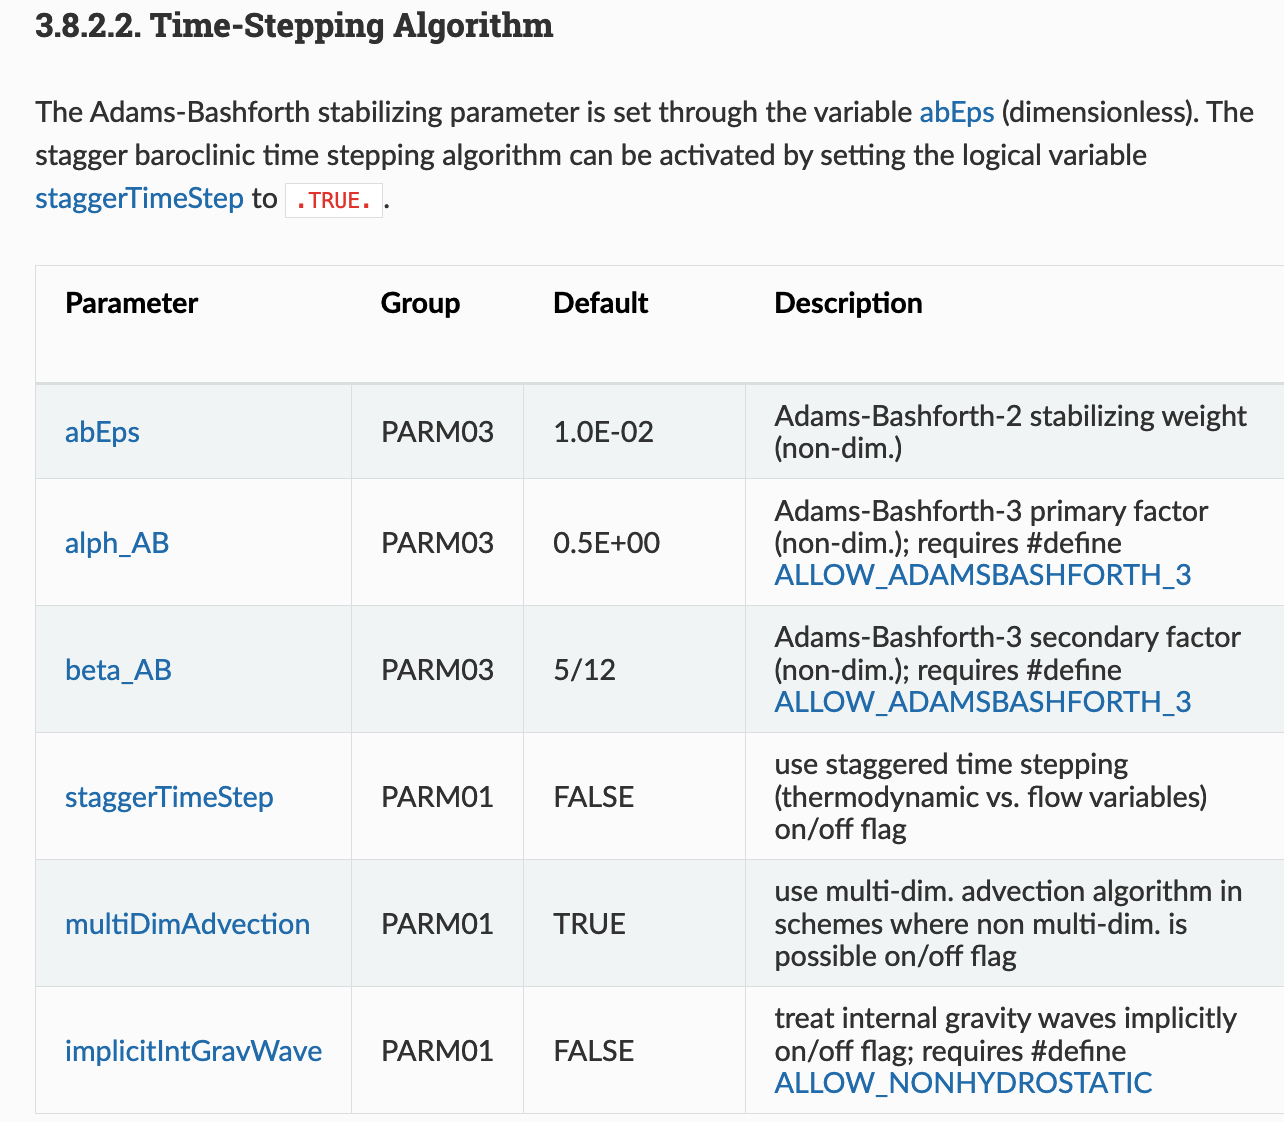 3.8.2.2. Time-Stepping Algorithm
The Adams-Bashforth stabilizing parameter is set through the variable abEps (dimensionless). The
stagger baroclinic time stepping algorithm can be activated by setting the logical variable
staggerTimeStep to .TRUE. .
Parameter Group Default Description
abEps PARM03 1.0E-02 Adams-Bashforth-2 stabilizing weight
(non-dim.)
alph_AB PARM03 0.5E+00 Adams-Bashforth-3 primary factor
(non-dim.); requires #define
ALLOW_ADAMSBASHFORTH_3
beta_AB PARM03 5/12 Adams-Bashforth-3 secondary factor
(non-dim.); requires #define
ALLOW_ADAMSBASHFORTH_3
staggerTimeStep PARM01 FALSE use staggered time stepping
(thermodynamic vs. flow variables)
on/off flag
multiDimAdvection PARM01 TRUE use multi-dim. advection algorithm in
schemes where non multi-dim. is
possible on/off flag
implicitIntGravWave PARM01 FALSE treat internal gravity waves implicitly
on/off flag; requires #define
ALLOW_NONHYDROSTATIC